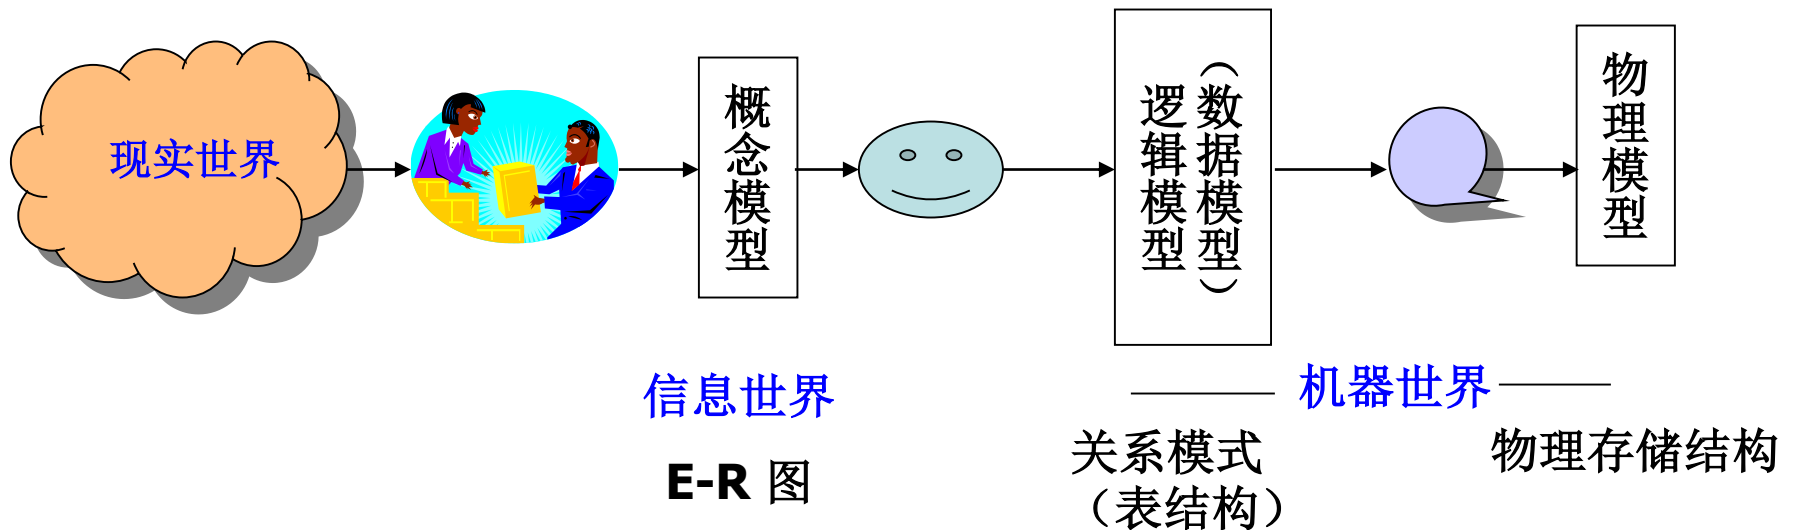 现实世界
概念模型
逻辑模型
（数据模型）
物理模型
信息世界
机器世界
E-R 图
关系模式
（表结构）
物理存储结构